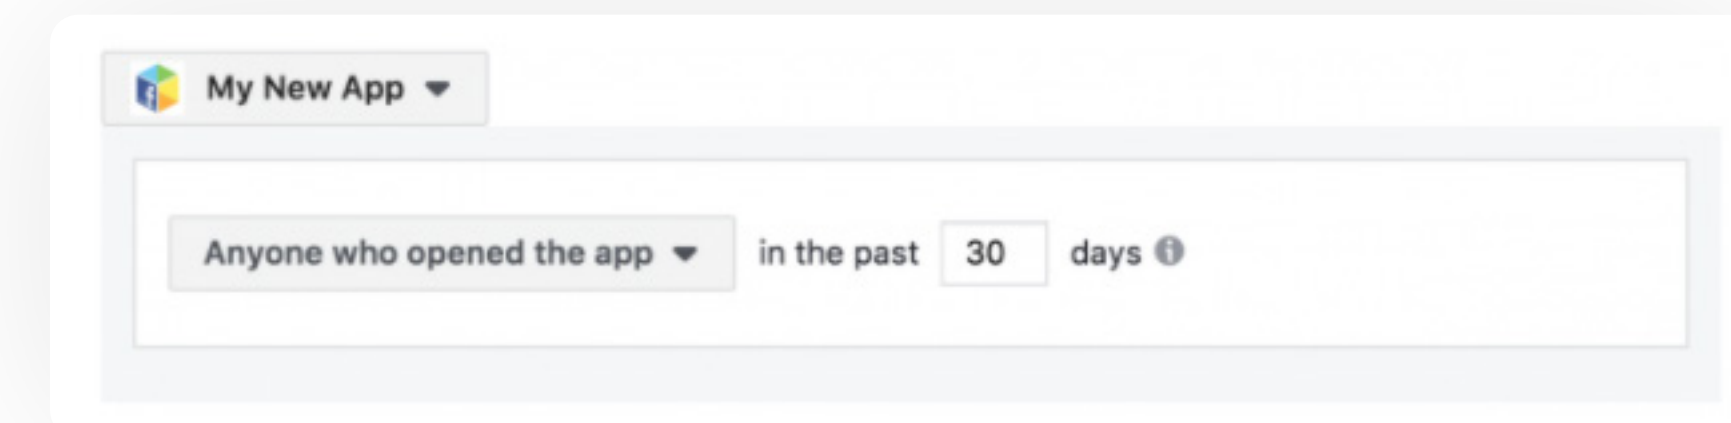 My New App
Anyone who opened the app in the past 30 days